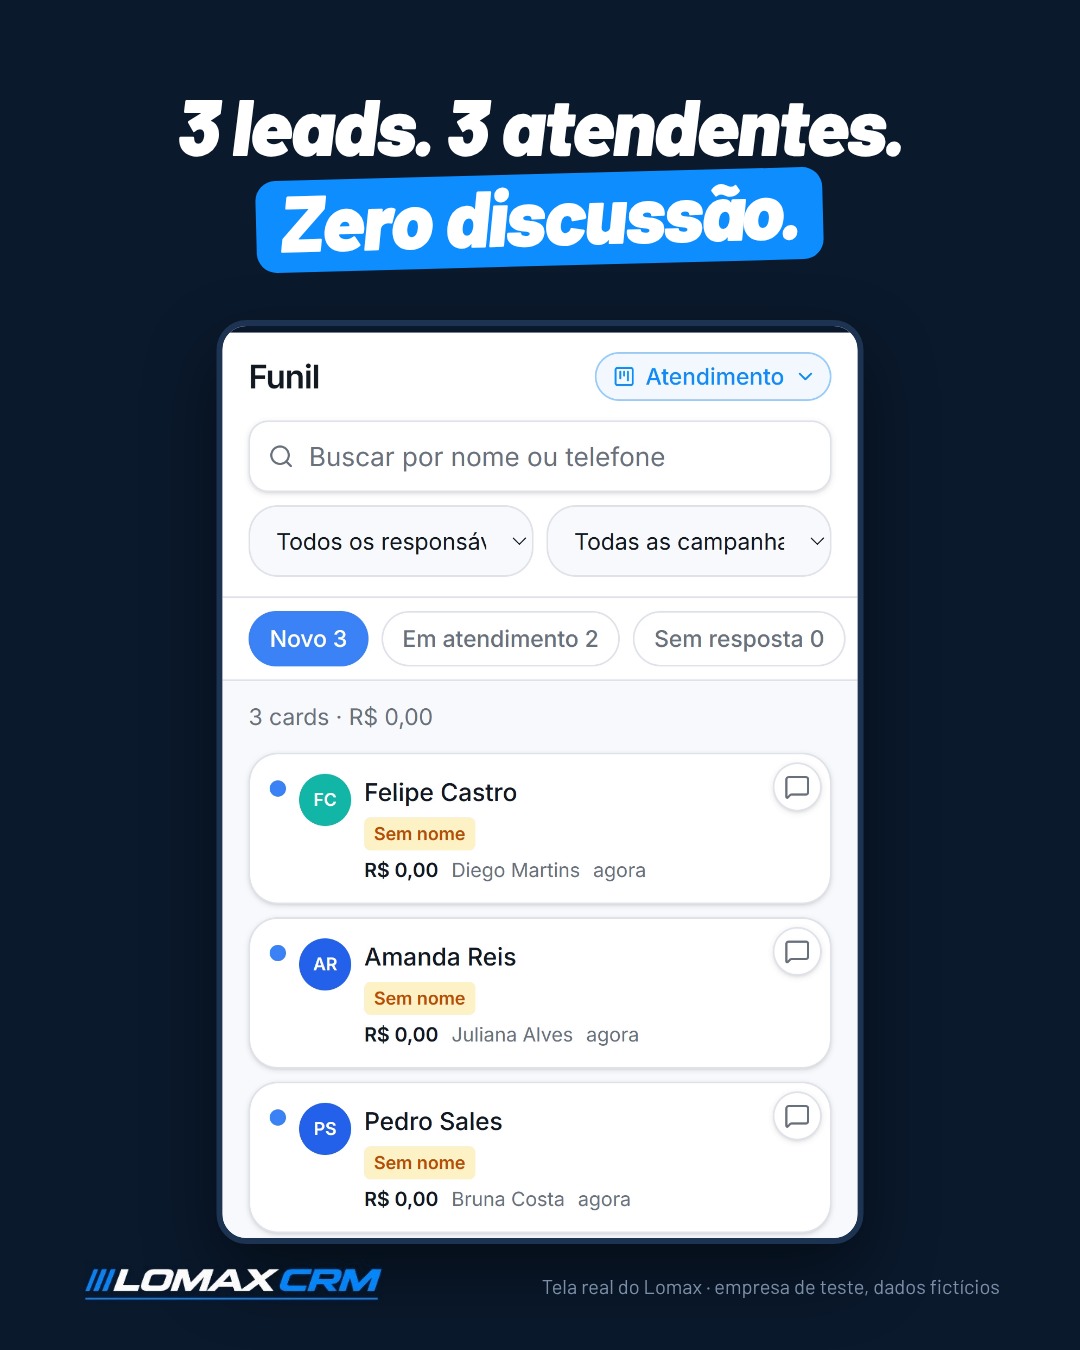 3 leads. 3 atendentes.
Zero discussão.
Funil
Atendimento
Buscar por nome ou telefone
Todos os responsáv
Todas as campanha
Novo 3
Em atendimento 2
Sem resposta 0
3 cards · R$ 0,00
FC
Felipe Castro
Sem nome
R$ 0,00 Diego Martins agora
AR
Amanda Reis
Sem nome
R$ 0,00 Juliana Alves agora
PS
Pedro Sales
Sem nome
R$ 0,00 Bruna Costa agora
LOMAX CRM
Tela real do Lomax · empresa de teste, dados fictícios